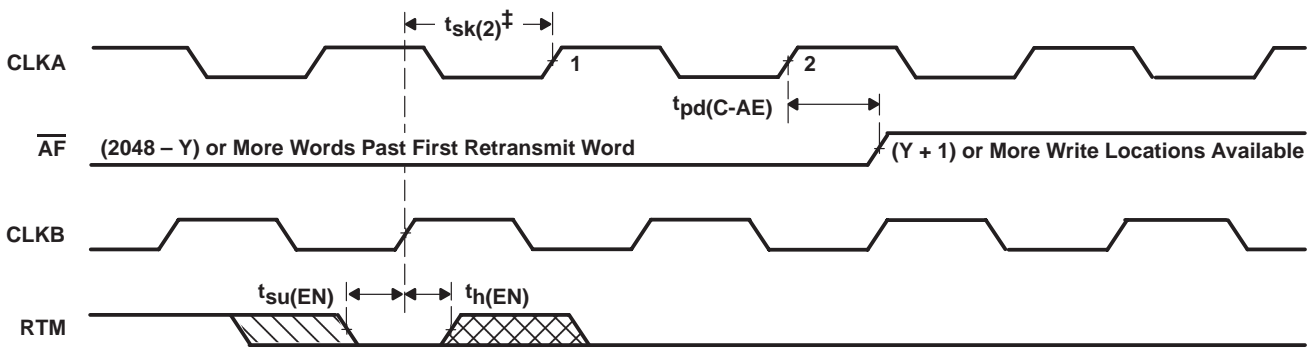 tsk(2)‡
CLKA
1
2
tpd(C-AE)
AF
(2048 – Y) or More Words Past First Retransmit Word
(Y + 1) or More Write Locations Available
CLKB
tsu(EN)
th(EN)
RTM